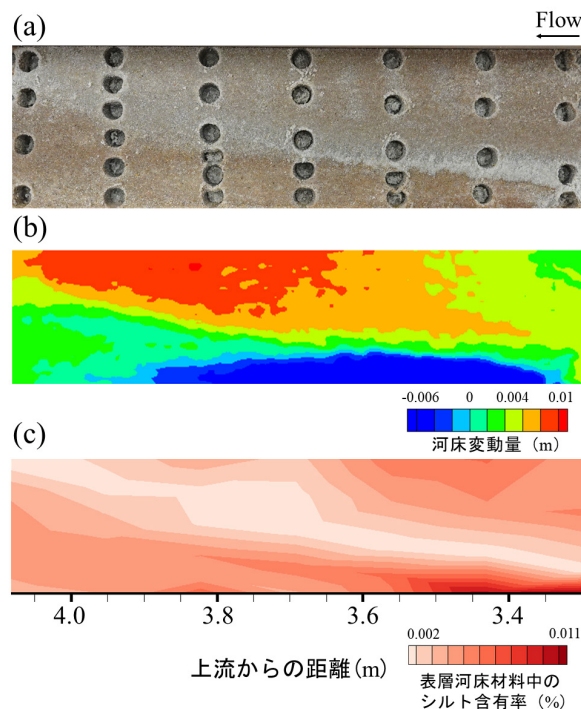 (a)
Flow
(b)
-0.006 0 0.004 0.01
河床変動量 (m)
(c)
4.0 3.8 3.6 3.4
上流からの距離 (m)
0.002 0.011
表層河床材料中の
シルト含有率 (%)